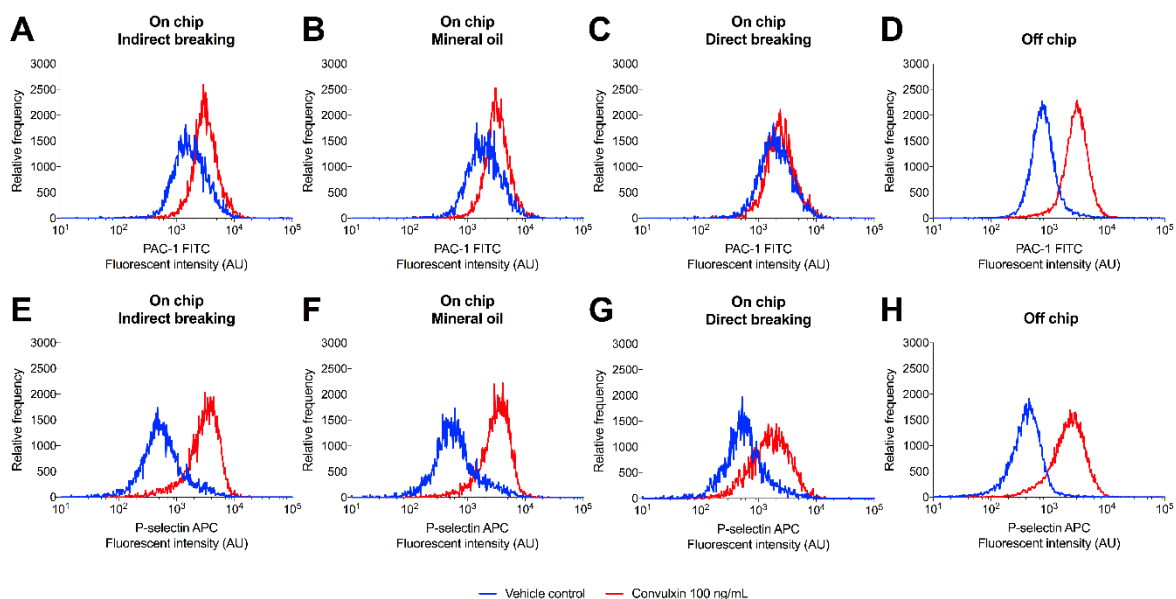 A
On chip
Indirect breaking
3000
2500
2000
1500
1000
500
0
Relative frequency
10¹ 10² 10³ 10⁴ 10⁵
PAC-1 FITC
Fluorescent intensity (AU)
B
On chip
Mineral oil
3000
2500
2000
1500
1000
500
0
Relative frequency
10¹ 10² 10³ 10⁴ 10⁵
PAC-1 FITC
Fluorescent intensity (AU)
C
On chip
Direct breaking
3000
2500
2000
1500
1000
500
0
Relative frequency
10¹ 10² 10³ 10⁴ 10⁵
PAC-1 FITC
Fluorescent intensity (AU)
D
Off chip
3000
2500
2000
1500
1000
500
0
Relative frequency
10¹ 10² 10³ 10⁴ 10⁵
PAC-1 FITC
Fluorescent intensity (AU)
E
On chip
Indirect breaking
3000
2500
2000
1500
1000
500
0
Relative frequency
10¹ 10² 10³ 10⁴ 10⁵
P-selectin APC
Fluorescent intensity (AU)
F
On chip
Mineral oil
3000
2500
2000
1500
1000
500
0
Relative frequency
10¹ 10² 10³ 10⁴ 10⁵
P-selectin APC
Fluorescent intensity (AU)
G
On chip
Direct breaking
3000
2500
2000
1500
1000
500
0
Relative frequency
10¹ 10² 10³ 10⁴ 10⁵
P-selectin APC
Fluorescent intensity (AU)
H
Off chip
3000
2500
2000
1500
1000
500
0
Relative frequency
10¹ 10² 10³ 10⁴ 10⁵
P-selectin APC
Fluorescent intensity (AU)
Vehicle control Convulxin 100 ng/mL